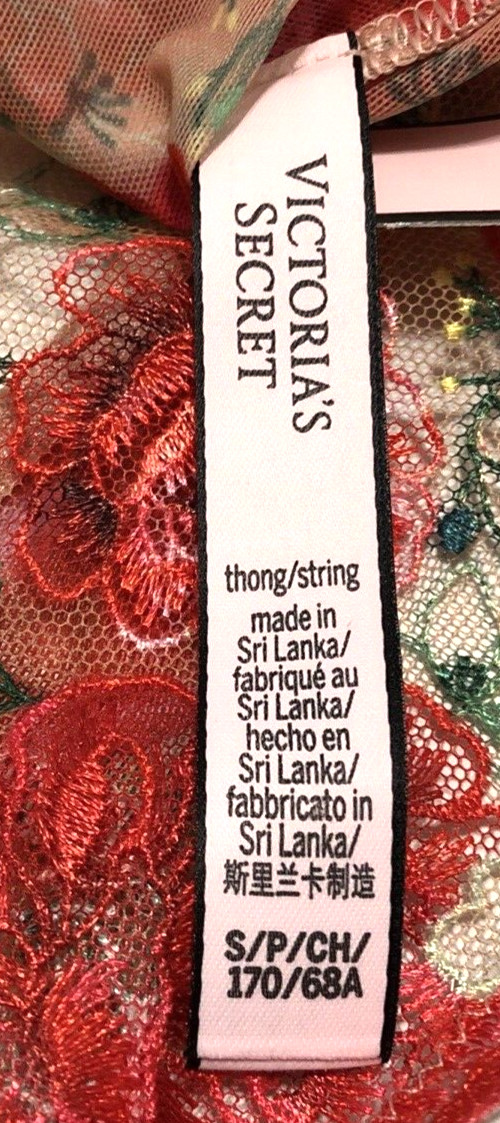 VICTORIA'S
SECRET
thong/string
made in
Sri Lanka/
fabriqué au
Sri Lanka/
hecho en
Sri Lanka/
fabbricato in
Sri Lanka/
斯里兰卡制造
S/P/CH/
170/68A